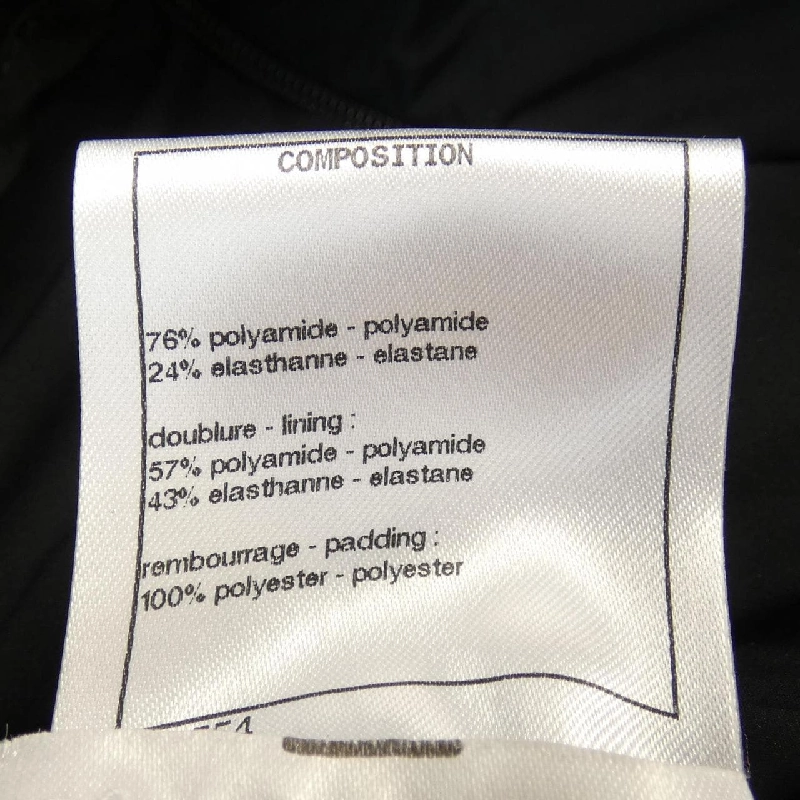 COMPOSITION
76% polyamide - polyamide
24% elasthanne - elastane
doublure - lining :
57% polyamide - polyamide
43% elasthanne - elastane
rembourrage - padding :
100% polyester - polyester